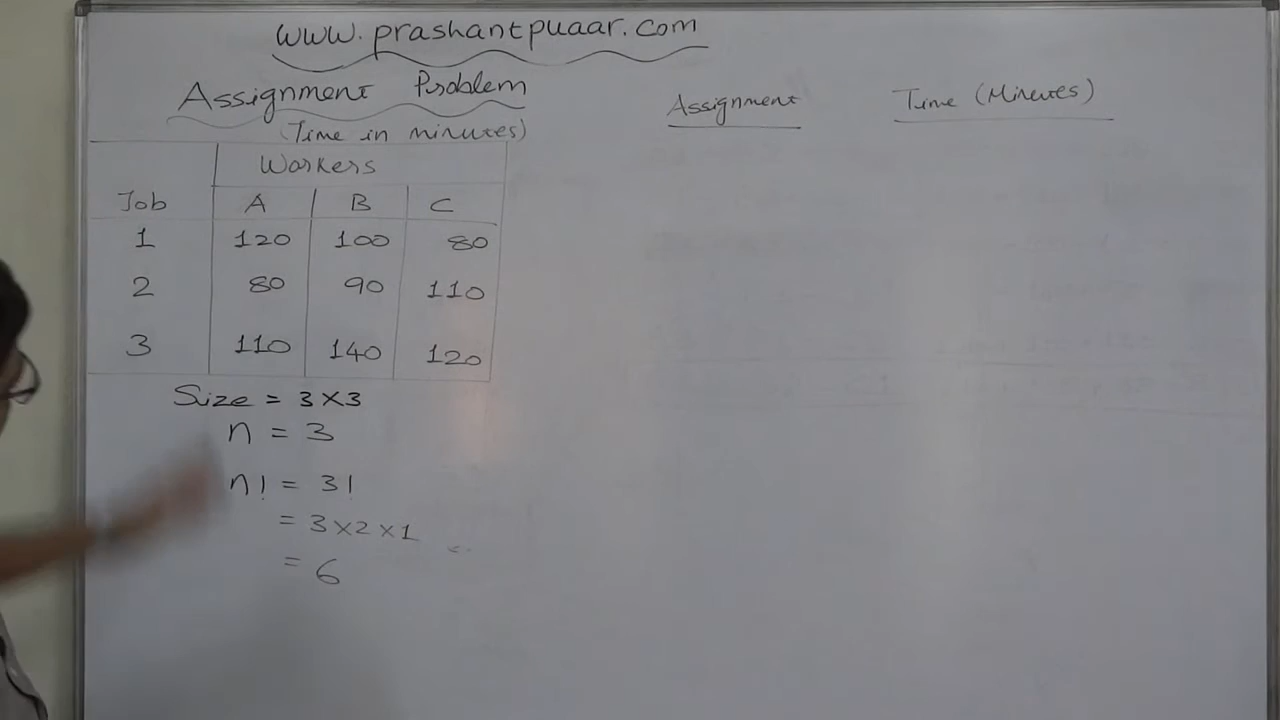 www.prashantpuaar.com
Assignment Problem
(Time in minutes)
Workers
Job A B C
1 120 100 80
2 80 90 110
3 110 140 120
Size = 3×3
n = 3
n! = 3!
= 3×2×1
= 6
Assignment Time (Minutes)